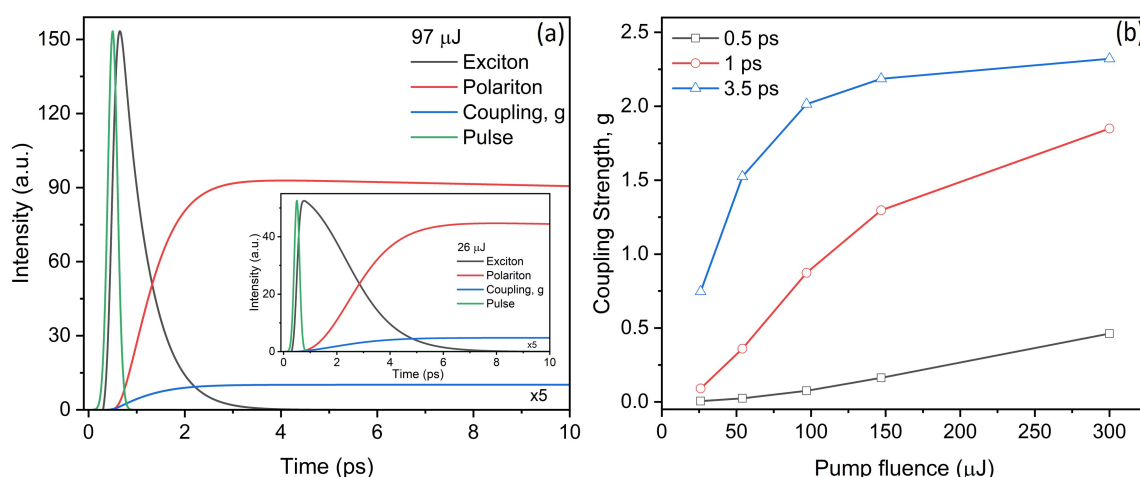 (a)
97 μJ
Exciton
Polariton
Coupling, g
Pulse
150
120
90
60
30
0
Intensity (a.u.)
0
2
4
6
8
10
Time (ps)
x5
26 μJ
Exciton
Polariton
Coupling, g
Pulse
40
20
0
Intensity (a.u.)
0
2
4
6
8
10
Time (ps)
x5
(b)
0.5 ps
1 ps
3.5 ps
2.5
2.0
1.5
1.0
0.5
0.0
Coupling Strength, g
0
50
100
150
200
250
300
Pump fluence (μJ)